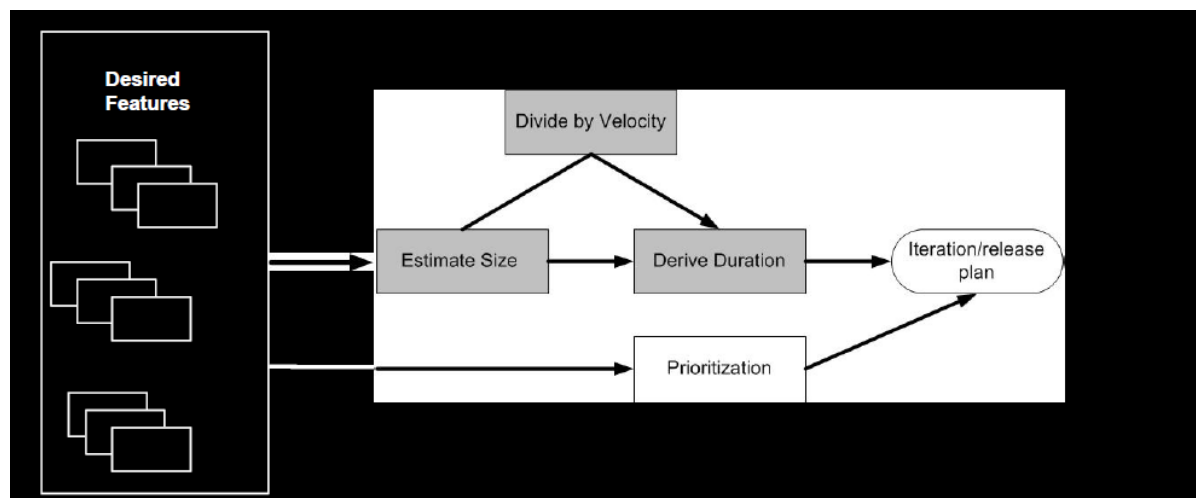 Desired
Features
Divide by Velocity
Estimate Size
Derive Duration
Iteration/release
plan
Prioritization